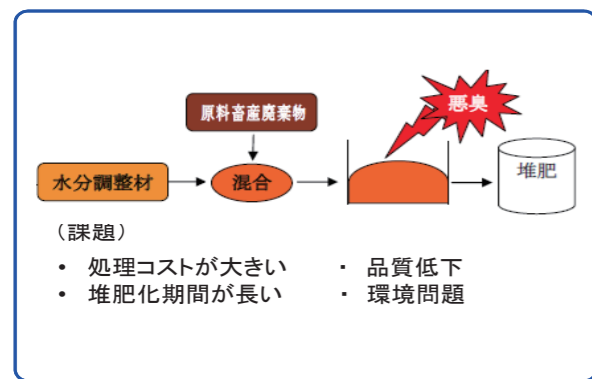 悪臭
原料畜産廃棄物
水分調整材
混合
堆肥
（課題）
• 処理コストが大きい ・ 品質低下
• 堆肥化期間が長い ・ 環境問題